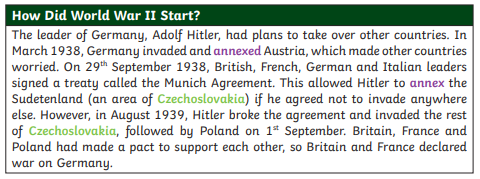 How Did World War II Start?
The leader of Germany, Adolf Hitler, had plans to take over other countries. In
March 1938, Germany invaded and annexed Austria, which made other countries
worried. On 29th September 1938, British, French, German and Italian leaders
signed a treaty called the Munich Agreement. This allowed Hitler to annex the
Sudetenland (an area of Czechoslovakia) if he agreed not to invade anywhere
else. However, in August 1939, Hitler broke the agreement and invaded the rest
of Czechoslovakia, followed by Poland on 1st September. Britain, France and
Poland had made a pact to support each other, so Britain and France declared
war on Germany.